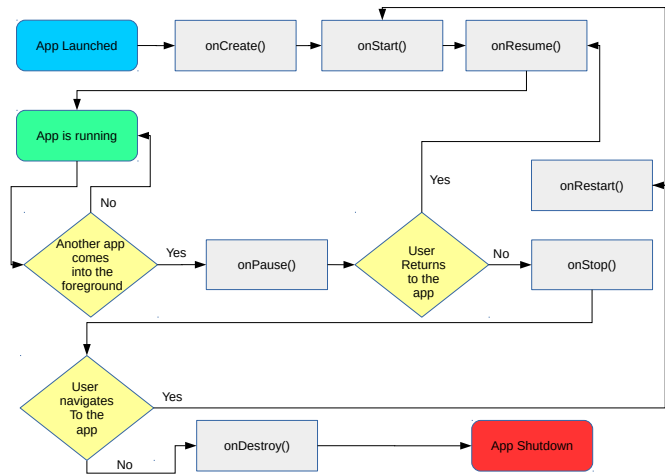 App Launched
onCreate()
onStart()
onResume()
App is running
Yes
onRestart()
No
Another app
comes
into the
foreground
Yes
onPause()
User
Returns
to the
app
No
onStop()
User
navigates
To the
app
Yes
No
onDestroy()
App Shutdown